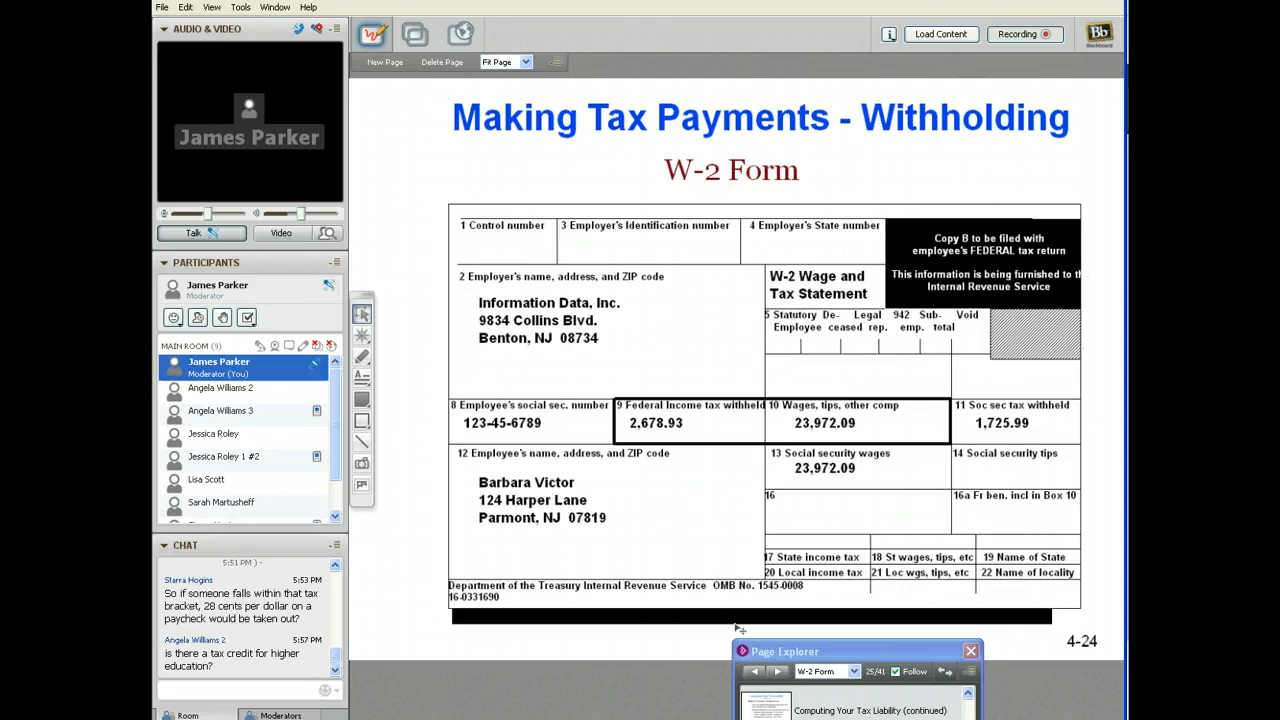 File Edit View Tools Window Help
AUDIO & VIDEO
James Parker
Talk
Video
PARTICIPANTS
James Parker
Moderator
MAIN ROOM (9)
James Parker
Moderator (You)
Angela Williams 2
Angela Williams 3
Jessica Roley
Jessica Roley 1 #2
Lisa Scott
Sarah Martusheff
CHAT
5:51 PM ) -
Starra Hogins 5:53 PM
So if someone falls within that tax
bracket, 28 cents per dollar on a
paycheck would be taken out?
Angela Williams 2 5:57 PM
is there a tax credit for higher
education?
Room
Moderators
Load Content
Recording
Bb
Blackboard
New Page Delete Page Fit Page
Making Tax Payments - Withholding
W-2 Form
1 Control number
3 Employer's Identification number
4 Employer's State number
Copy B to be filed with
employee's FEDERAL tax return
This information is being furnished to th
Internal Revenue Service
2 Employer's name, address, and ZIP code
Information Data, Inc.
9834 Collins Blvd.
Benton, NJ 08734
W-2 Wage and
Tax Statement
5 Statutory De- Legal 942 Sub- Void
Employee ceased rep. emp. total
8 Employee's social sec. number
123-45-6789
9 Federal Income tax withheld
2,678.93
10 Wages, tips, other comp
23,972.09
11 Soc sec tax withheld
1,725.99
12 Employee's name, address, and ZIP code
Barbara Victor
124 Harper Lane
Parmont, NJ 07819
13 Social security wages
23,972.09
14 Social security tips
16
16a Fr ben. incl in Box 10
17 State income tax
18 St wages, tips, etc
19 Name of State
20 Local income tax
21 Loc wgs, tips, etc
22 Name of locality
Department of the Treasury Internal Revenue Service OMB No. 1545-0008
16-0331690
4-24
Page Explorer
W-2 Form
25/41
Follow
Computing Your Tax Liability (continued)